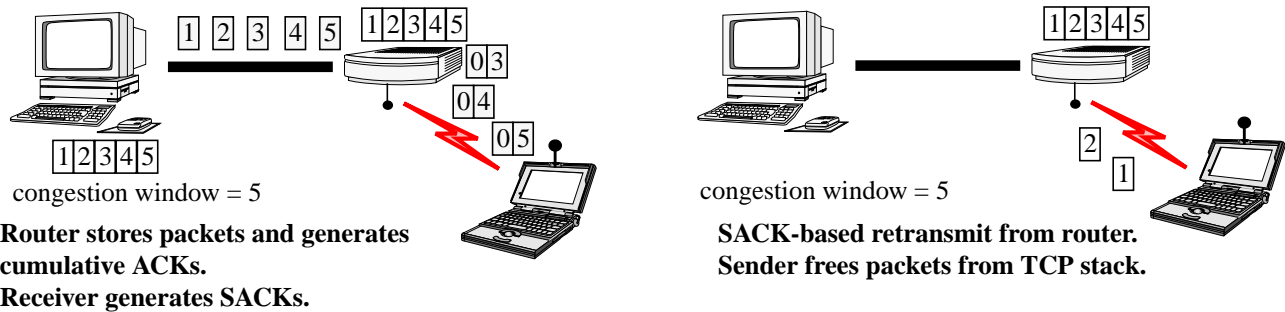 1 2 3 4 5
1 2 3 4 5
0 3
0 4
0 5
1 2 3 4 5
congestion window = 5
Router stores packets and generates
cumulative ACKs.
Receiver generates SACKs.
1 2 3 4 5
2
1
congestion window = 5
SACK-based retransmit from router.
Sender frees packets from TCP stack.